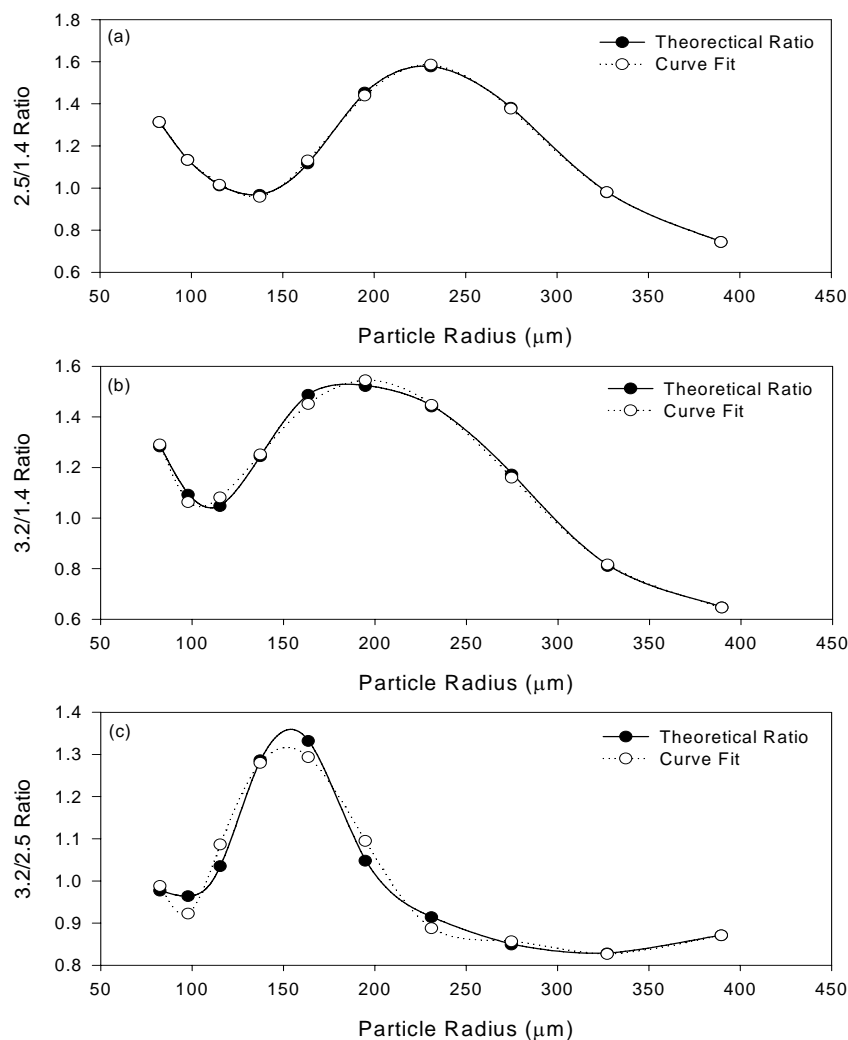 (a)
Theorectical Ratio
Curve Fit
2.5/1.4 Ratio
1.8
1.6
1.4
1.2
1.0
0.8
0.6
50 100 150 200 250 300 350 400 450
Particle Radius (μm)
(b)
Theoretical Ratio
Curve Fit
3.2/1.4 Ratio
1.6
1.4
1.2
1.0
0.8
0.6
50 100 150 200 250 300 350 400 450
Particle Radius (μm)
(c)
Theoretical Ratio
Curve Fit
3.2/2.5 Ratio
1.4
1.3
1.2
1.1
1.0
0.9
0.8
50 100 150 200 250 300 350 400 450
Particle Radius (μm)